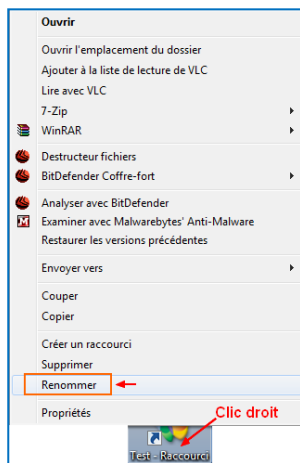 Ouvrir
Ouvrir l'emplacement du dossier
Ajouter à la liste de lecture de VLC
Lire avec VLC
7-Zip
WinRAR
Destructeur fichiers
BitDefender Coffre-fort
Analyser avec BitDefender
Examiner avec Malwarebytes' Anti-Malware
Restaurer les versions précédentes
Envoyer vers
Couper
Copier
Créer un raccourci
Supprimer
Renommer
Propriétés
Clic droit
Test - Raccourci